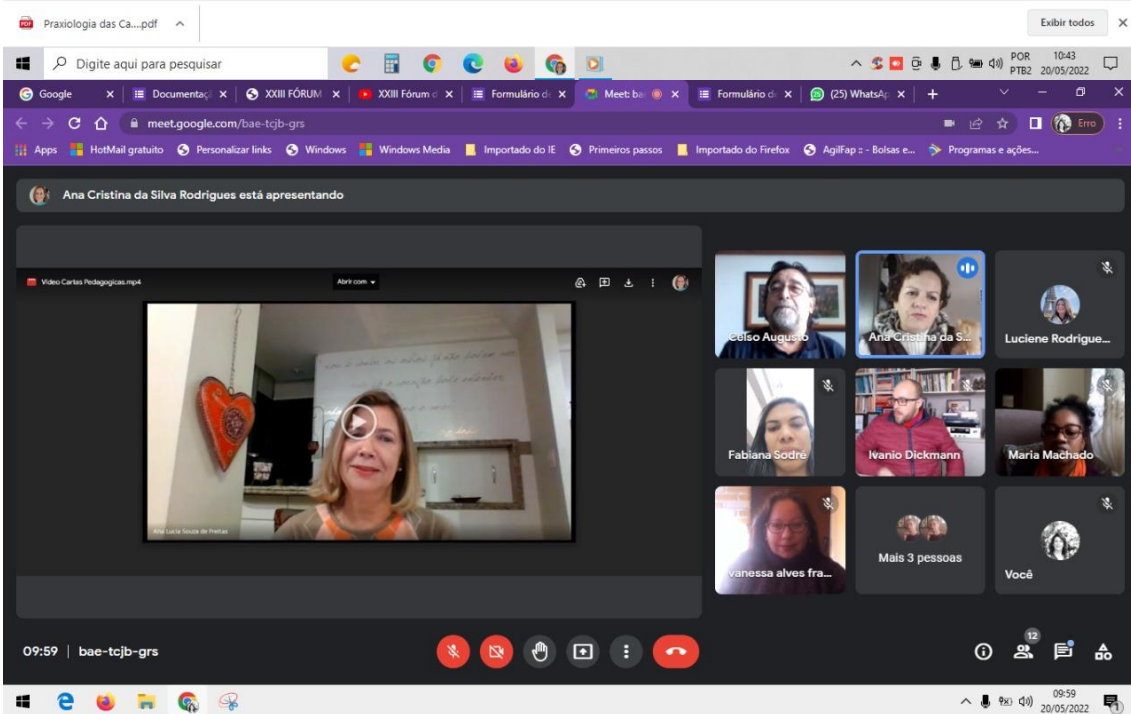 Praxiologia das Ca....pdf
Exibir todos
Digite aqui para pesquisar
POR
PTB2
10:43
20/05/2022
Google
Documentaç
XXIII FÓRUM
XXIII Fórum d
Formulário de
Meet: ba
Formulário d
(25) WhatsAp
meet.google.com/bae-tcjb-grs
Erro
Apps
HotMail gratuito
Personalizar links
Windows
Windows Media
Importado do IE
Primeiros passos
Importado do Firefox
AgilFap :: - Bolsas e...
Programas e ações...
Ana Cristina da Silva Rodrigues está apresentando
Video Cartas Pedagogicas.mp4
Abrir com
Ana Lucia Souza de Freitas
Celso Augusto
Ana Cristina da S...
Luciene Rodrigue...
Fabiana Sodré
Ivanio Dickmann
Maria Machado
vanessa alves fra...
Mais 3 pessoas
Você
09:59 | bae-tcjb-grs
12
09:59
20/05/2022
1